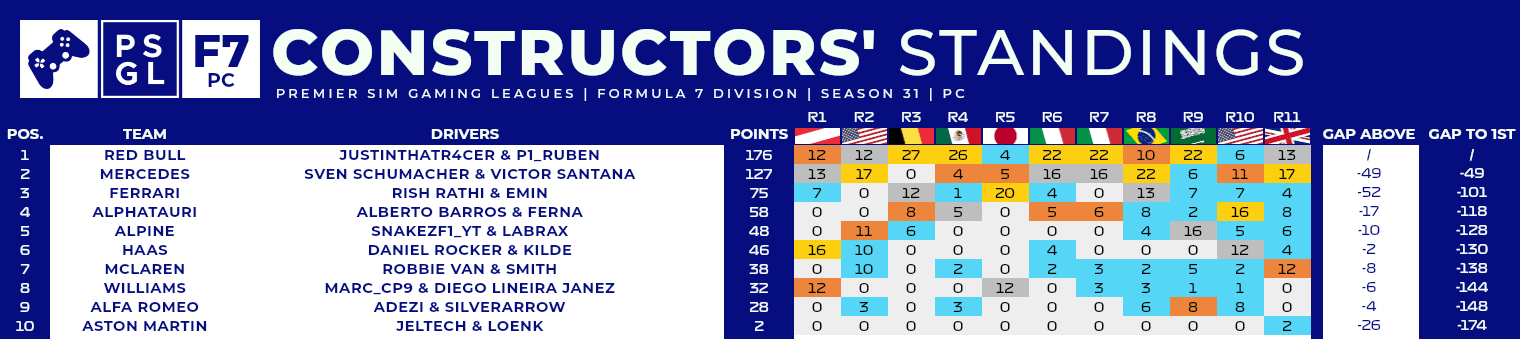 PS GL F7 PC CONSTRUCTORS' STANDINGS
PREMIER SIM GAMING LEAGUES | FORMULA 7 DIVISION | SEASON 31 | PC
R1 R2 R3 R4 R5 R6 R7 R8 R9 R10 R11
POS. TEAM DRIVERS POINTS GAP ABOVE GAP TO 1ST
1 RED BULL JUSTINTHATR4CER & P1_RUBEN 176 12 12 27 26 4 22 22 10 22 6 13 / /
2 MERCEDES SVEN SCHUMACHER & VICTOR SANTANA 127 13 17 0 4 5 16 16 22 6 11 17 -49 -49
3 FERRARI RISH RATHI & EMIN 75 7 0 12 1 20 4 0 13 7 7 4 -52 -101
4 ALPHATAURI ALBERTO BARROS & FERNA 58 0 0 8 5 0 5 6 8 2 16 8 -17 -118
5 ALPINE SNAKEZF1_YT & LABRAX 48 0 11 6 0 0 0 0 4 16 5 6 -10 -128
6 HAAS DANIEL ROCKER & KILDE 46 16 10 0 0 0 4 0 0 0 12 4 -2 -130
7 MCLAREN ROBBIE VAN & SMITH 38 0 10 0 2 0 2 3 2 5 2 12 -8 -138
8 WILLIAMS MARC_CP9 & DIEGO LINEIRA JANEZ 32 12 0 0 0 12 0 3 3 1 1 0 -6 -144
9 ALFA ROMEO ADEZI & SILVERARROW 28 0 3 0 3 0 0 0 6 8 8 0 -4 -148
10 ASTON MARTIN JELTECH & LOENK 2 0 0 0 0 0 0 0 0 0 0 2 -26 -174